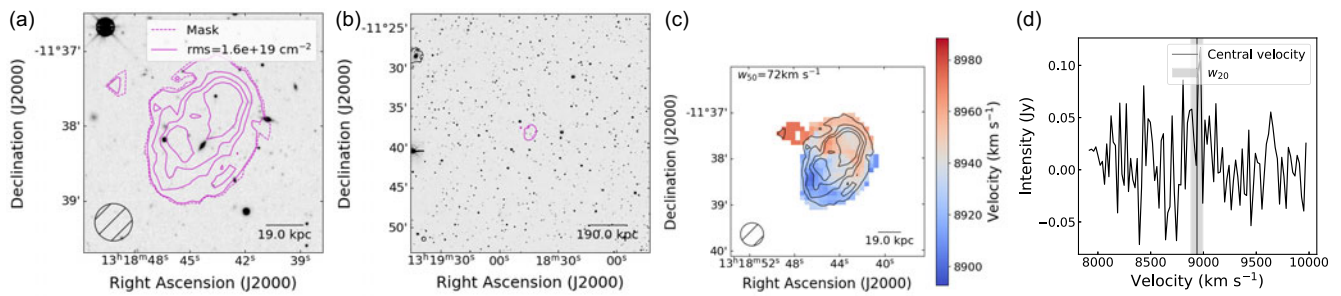 (a)
Mask
rms=1.6e+19 cm⁻²
-11°37'
38'
39'
Declination (J2000)
19.0 kpc
13ʰ18ᵐ48ˢ 45ˢ 42ˢ 39ˢ
Right Ascension (J2000)
(b)
-11°25'
30'
35'
40'
45'
50'
Declination (J2000)
190.0 kpc
13ʰ19ᵐ30ˢ 00ˢ 18ᵐ30ˢ 00ˢ
Right Ascension (J2000)
(c)
w₅₀=72km s⁻¹
-11°37'
38'
39'
40'
Declination (J2000)
19.0 kpc
13ʰ18ᵐ52ˢ 48ˢ 44ˢ 40ˢ
Right Ascension (J2000)
8980
8960
8940
8920
8900
Velocity (km s⁻¹)
(d)
Central velocity
w₂₀
0.10
0.05
0.00
−0.05
Intensity (Jy)
8000 8500 9000 9500 10000
Velocity (km s⁻¹)